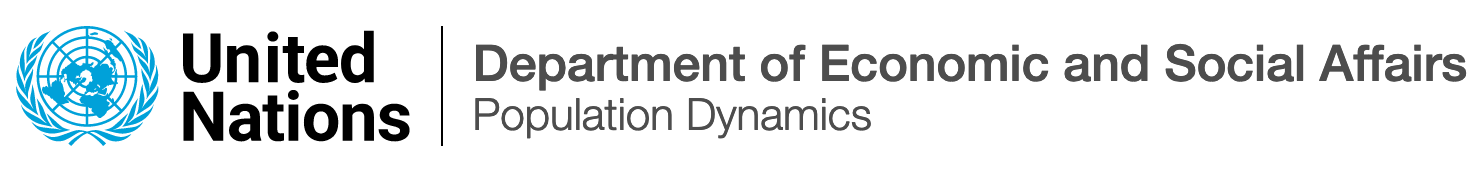 United
Nations
Department of Economic and Social Affairs
Population Dynamics